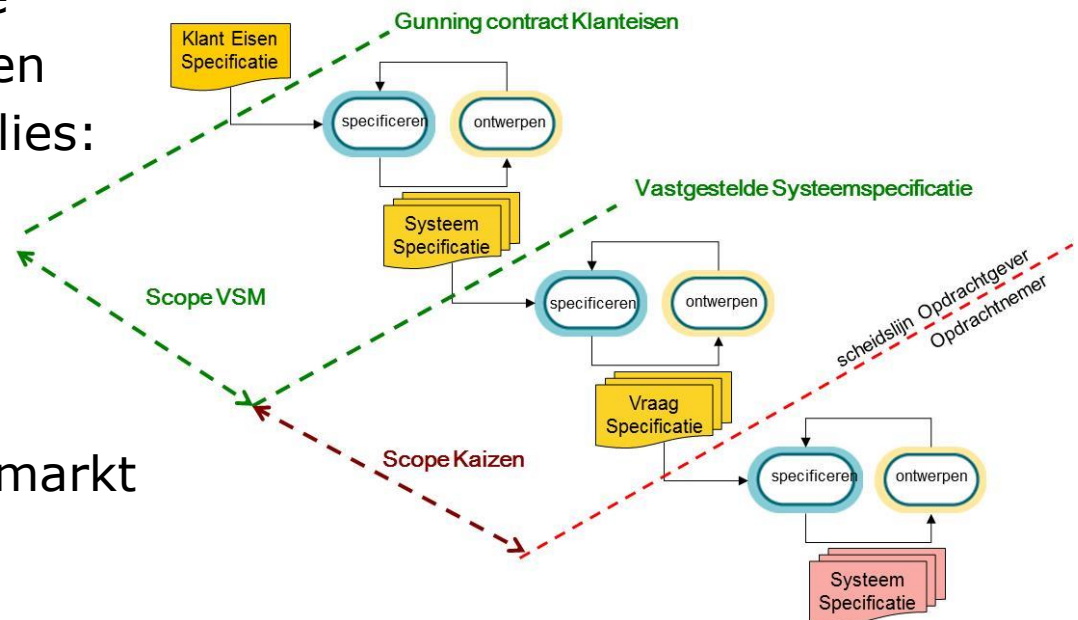 en
lies:
markt
Gunning contract Klanteisen
Klant Eisen
Specificatie
specificeren
ontwerpen
Vastgestelde Systeemspecificatie
Systeem
Specificatie
Scope VSM
specificeren
ontwerpen
scheidslijn Opdrachtgever
Opdrachtnemer
Vraag
Specificatie
Scope Kaizen
specificeren
ontwerpen
Systeem
Specificatie